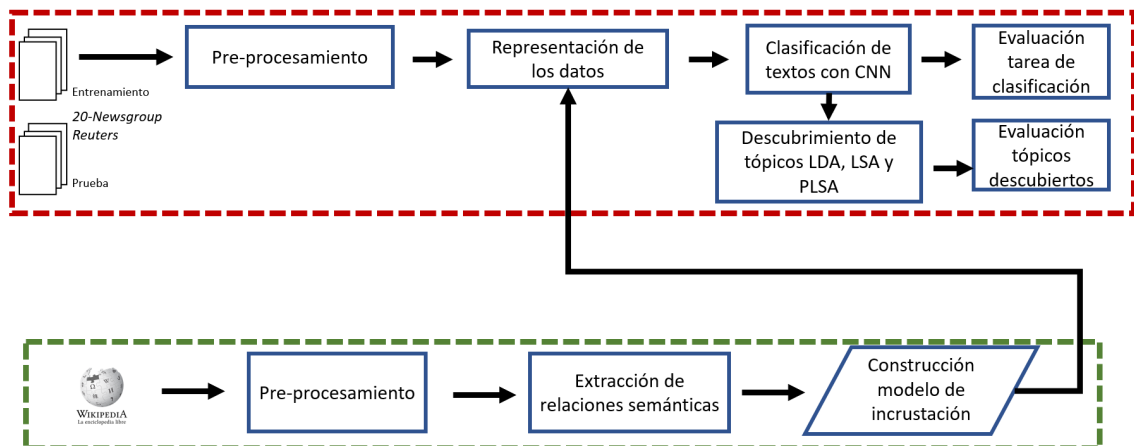 Entrenamiento
20-Newsgroup
Reuters
Prueba
Pre-procesamiento
Representación de
los datos
Clasificación de
textos con CNN
Evaluación
tarea de
clasificación
Descubrimiento de
tópicos LDA, LSA y
PLSA
Evaluación
tópicos
descubiertos
WIKIPEDIA
La enciclopedia libre
Pre-procesamiento
Extracción de
relaciones semánticas
Construcción
modelo de
incrustación